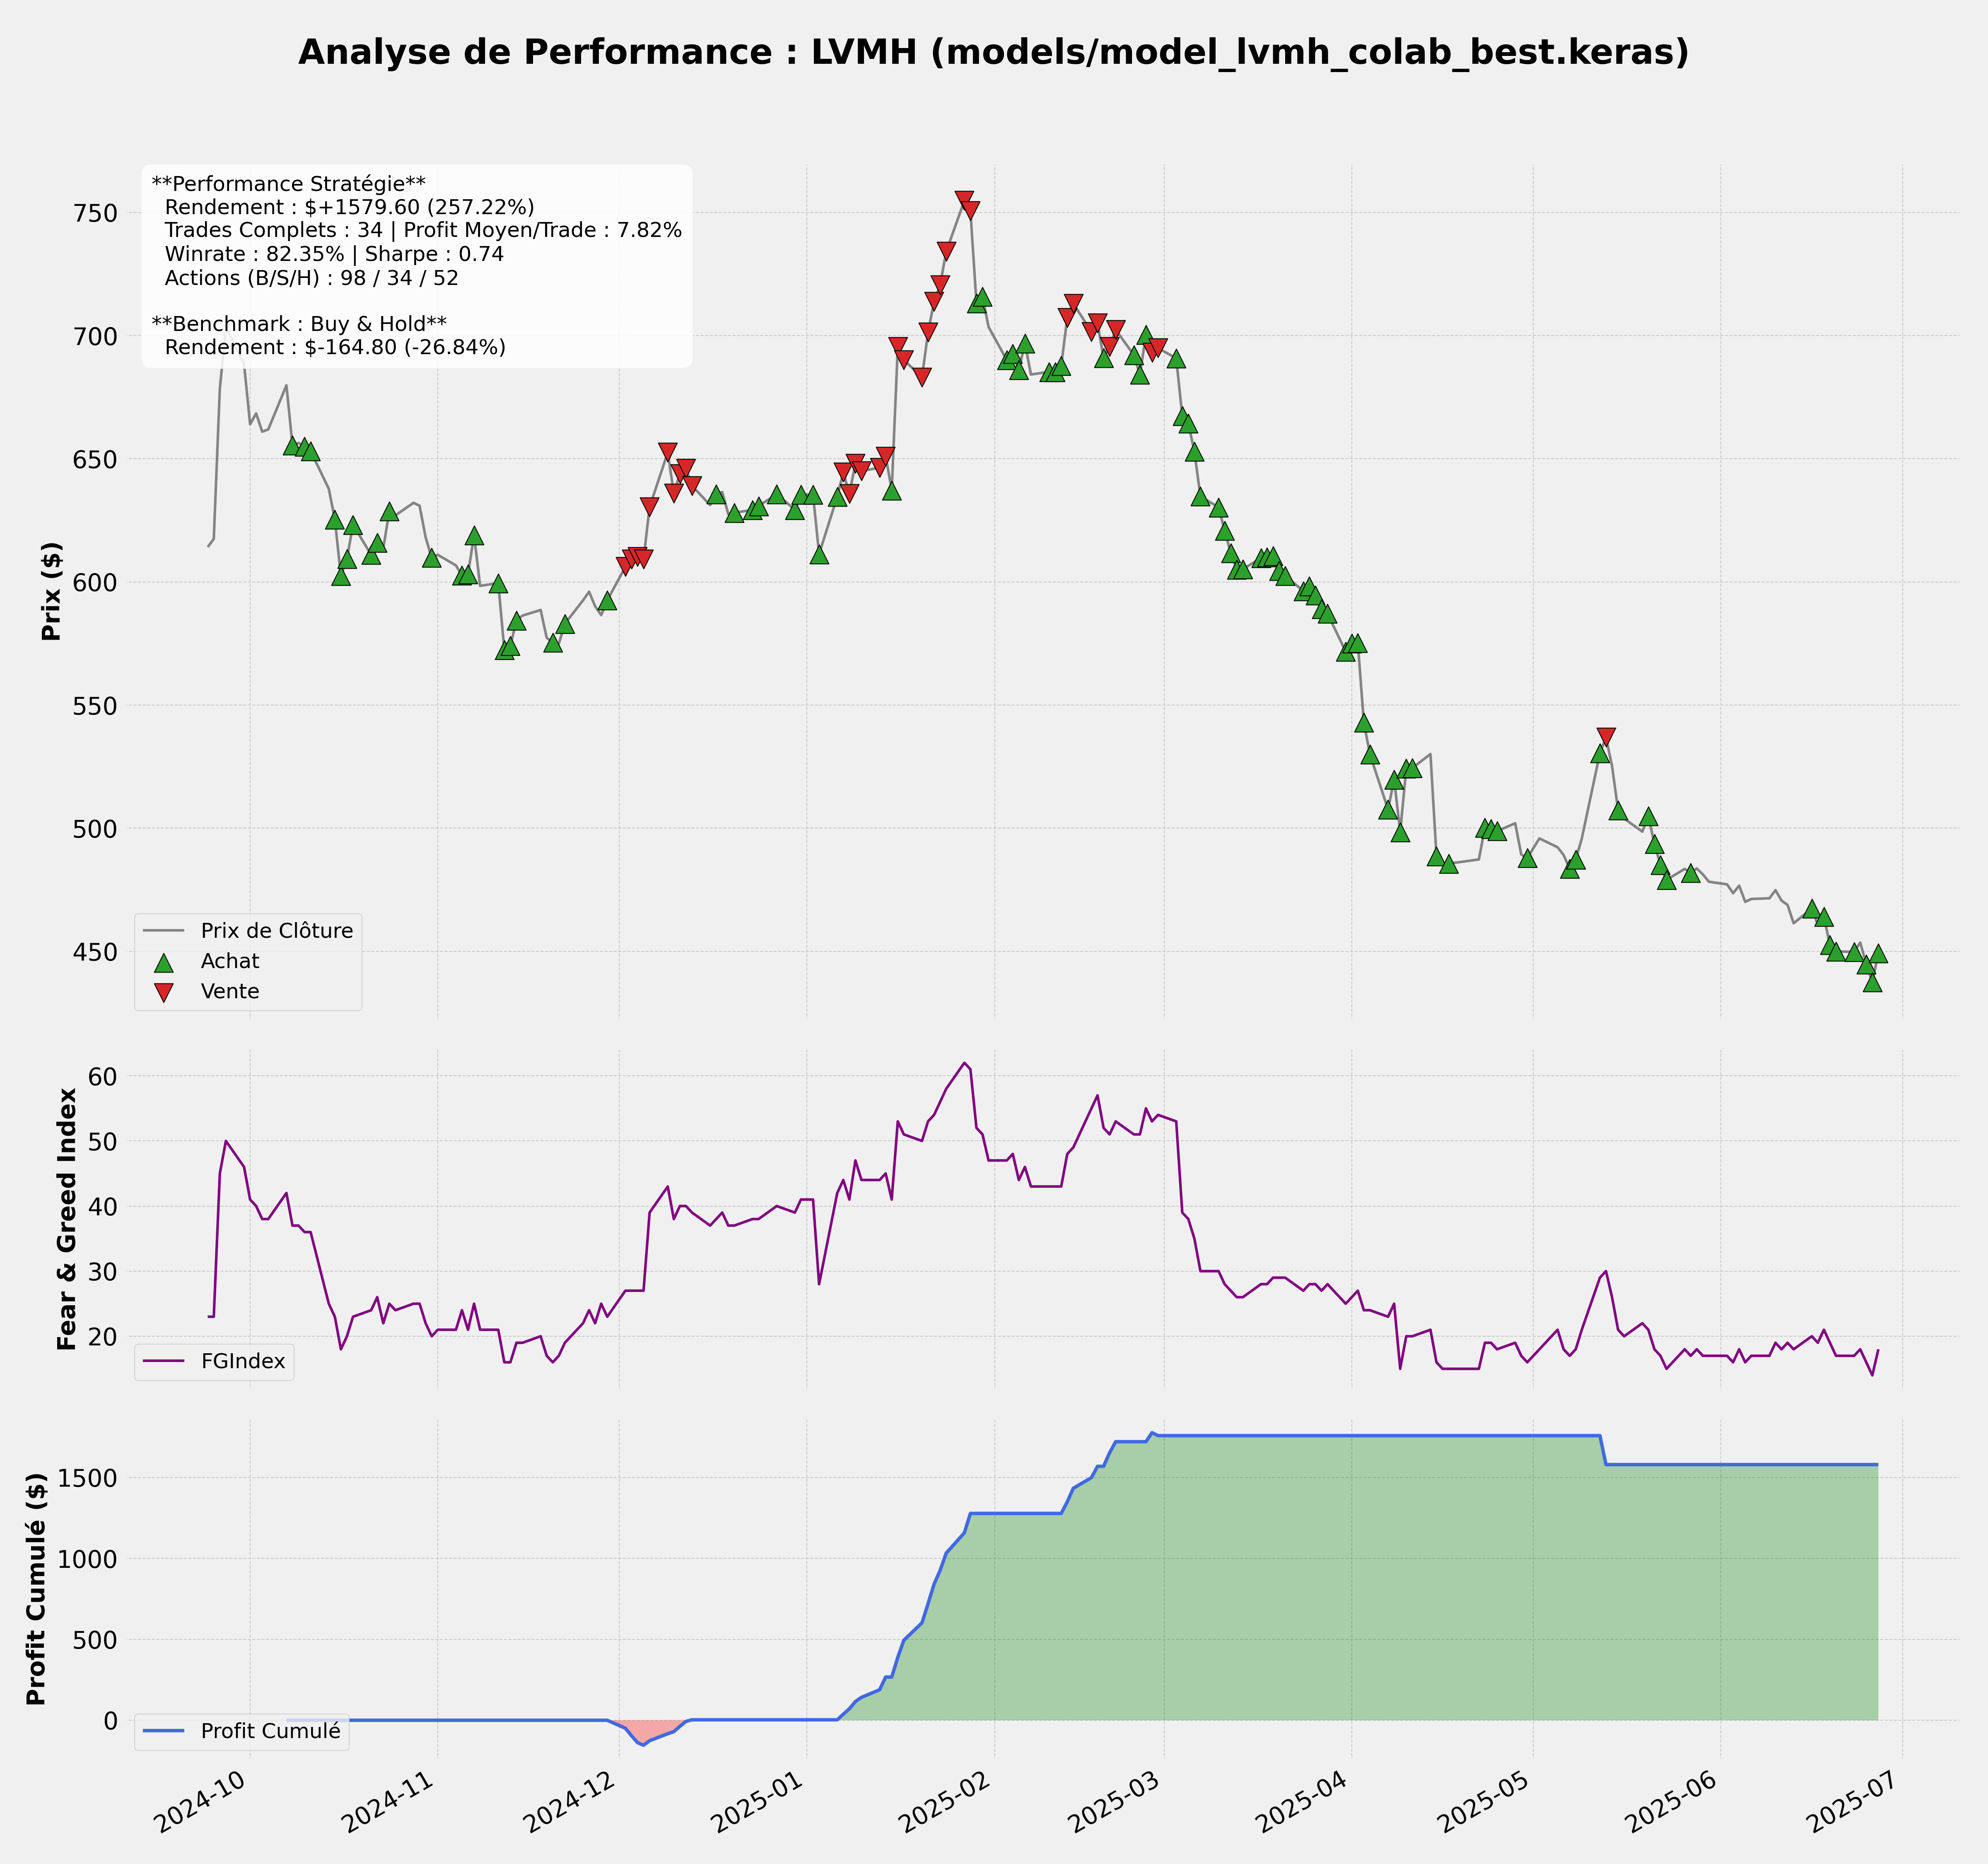 Analyse de Performance : LVMH (models/model_lvmh_colab_best.keras)
**Performance Stratégie**
Rendement : $+1579.60 (257.22%)
Trades Complets : 34 | Profit Moyen/Trade : 7.82%
Winrate : 82.35% | Sharpe : 0.74
Actions (B/S/H) : 98 / 34 / 52
**Benchmark : Buy & Hold**
Rendement : $-164.80 (-26.84%)
Prix ($)
750
700
650
600
550
500
450
Prix de Clôture
Achat
Vente
Fear & Greed Index
60
50
40
30
20
FGIndex
Profit Cumulé ($)
1500
1000
500
0
Profit Cumulé
2024-10
2024-11
2024-12
2025-01
2025-02
2025-03
2025-04
2025-05
2025-06
2025-07